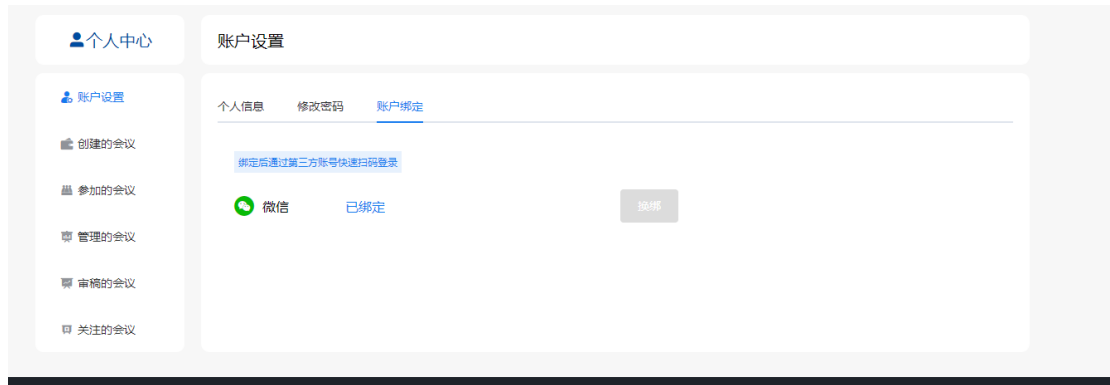 个人中心
账户设置
账户设置
创建的会议
参加的会议
管理的会议
审稿的会议
关注的会议
个人信息 修改密码 账户绑定
绑定后通过第三方账号快速扫码登录
微信 已绑定 换绑